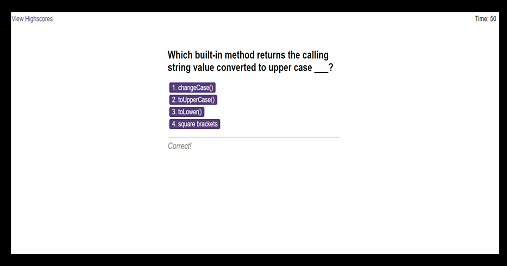 View Highscores
Time: 50
Which built-in method returns the calling
string value converted to upper case ___?
1. changeCase()
2. toUpperCase()
3. toLower()
4. square brackets
Correct!